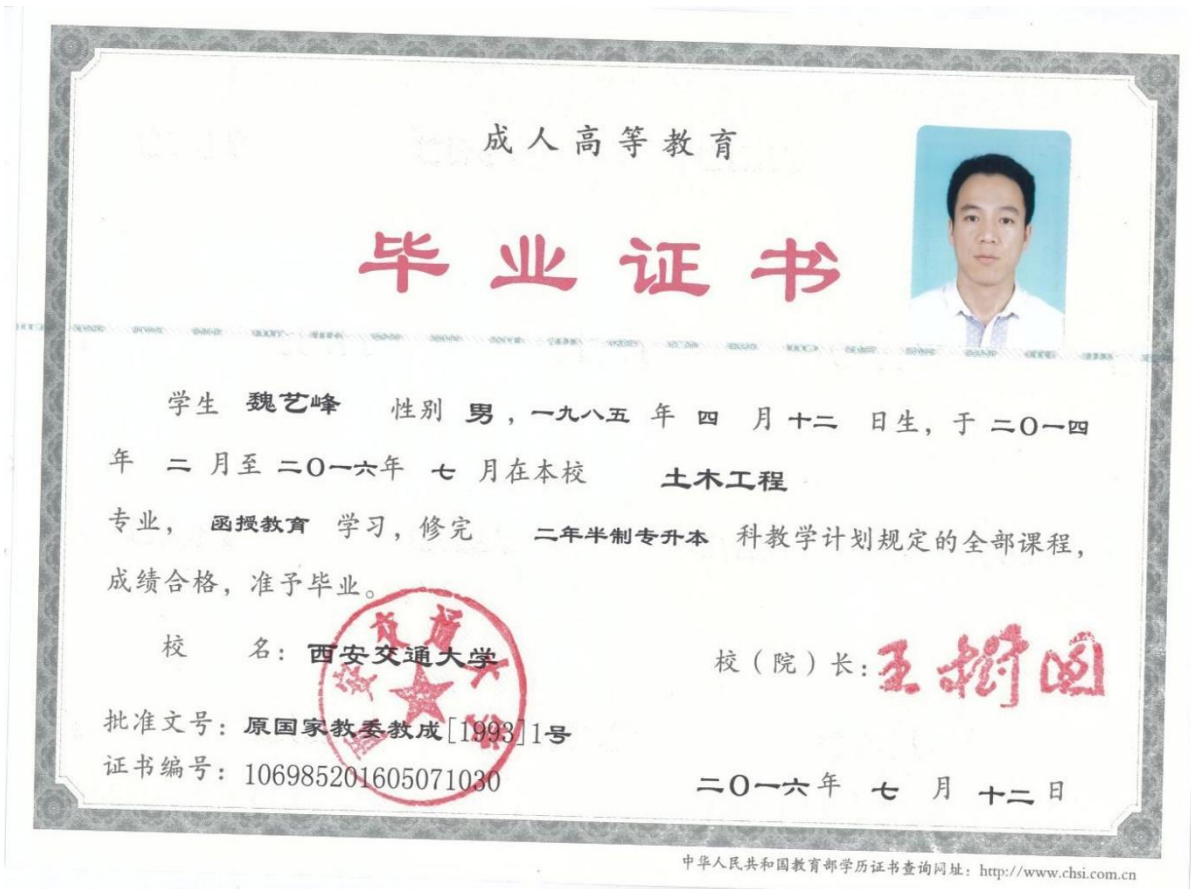 成人高等教育
毕业证书
学生 魏艺峰 性别 男，一九八五 年 四 月 十二 日生，于 二〇一四
年 二 月至 二〇一六年 七 月在本校 土木工程
专业， 函授教育 学习，修完 二年半制专升本 科教学计划规定的全部课程，
成绩合格，准予毕业。
校 名：西安交通大学
西安交通大学
校（院）长：王树国
批准文号：原国家教委教成[1993]1号
证书编号：106985201605071030
二〇一六年 七 月 十二 日
中华人民共和国教育部学历证书查询网址：http://www.chsi.com.cn